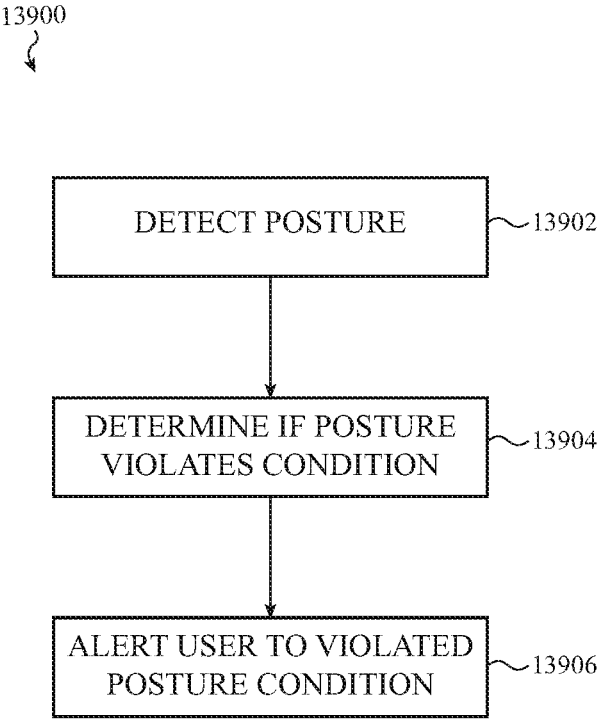 13900
DETECT POSTURE
13902
DETERMINE IF POSTURE
VIOLATES CONDITION
13904
ALERT USER TO VIOLATED
POSTURE CONDITION
13906